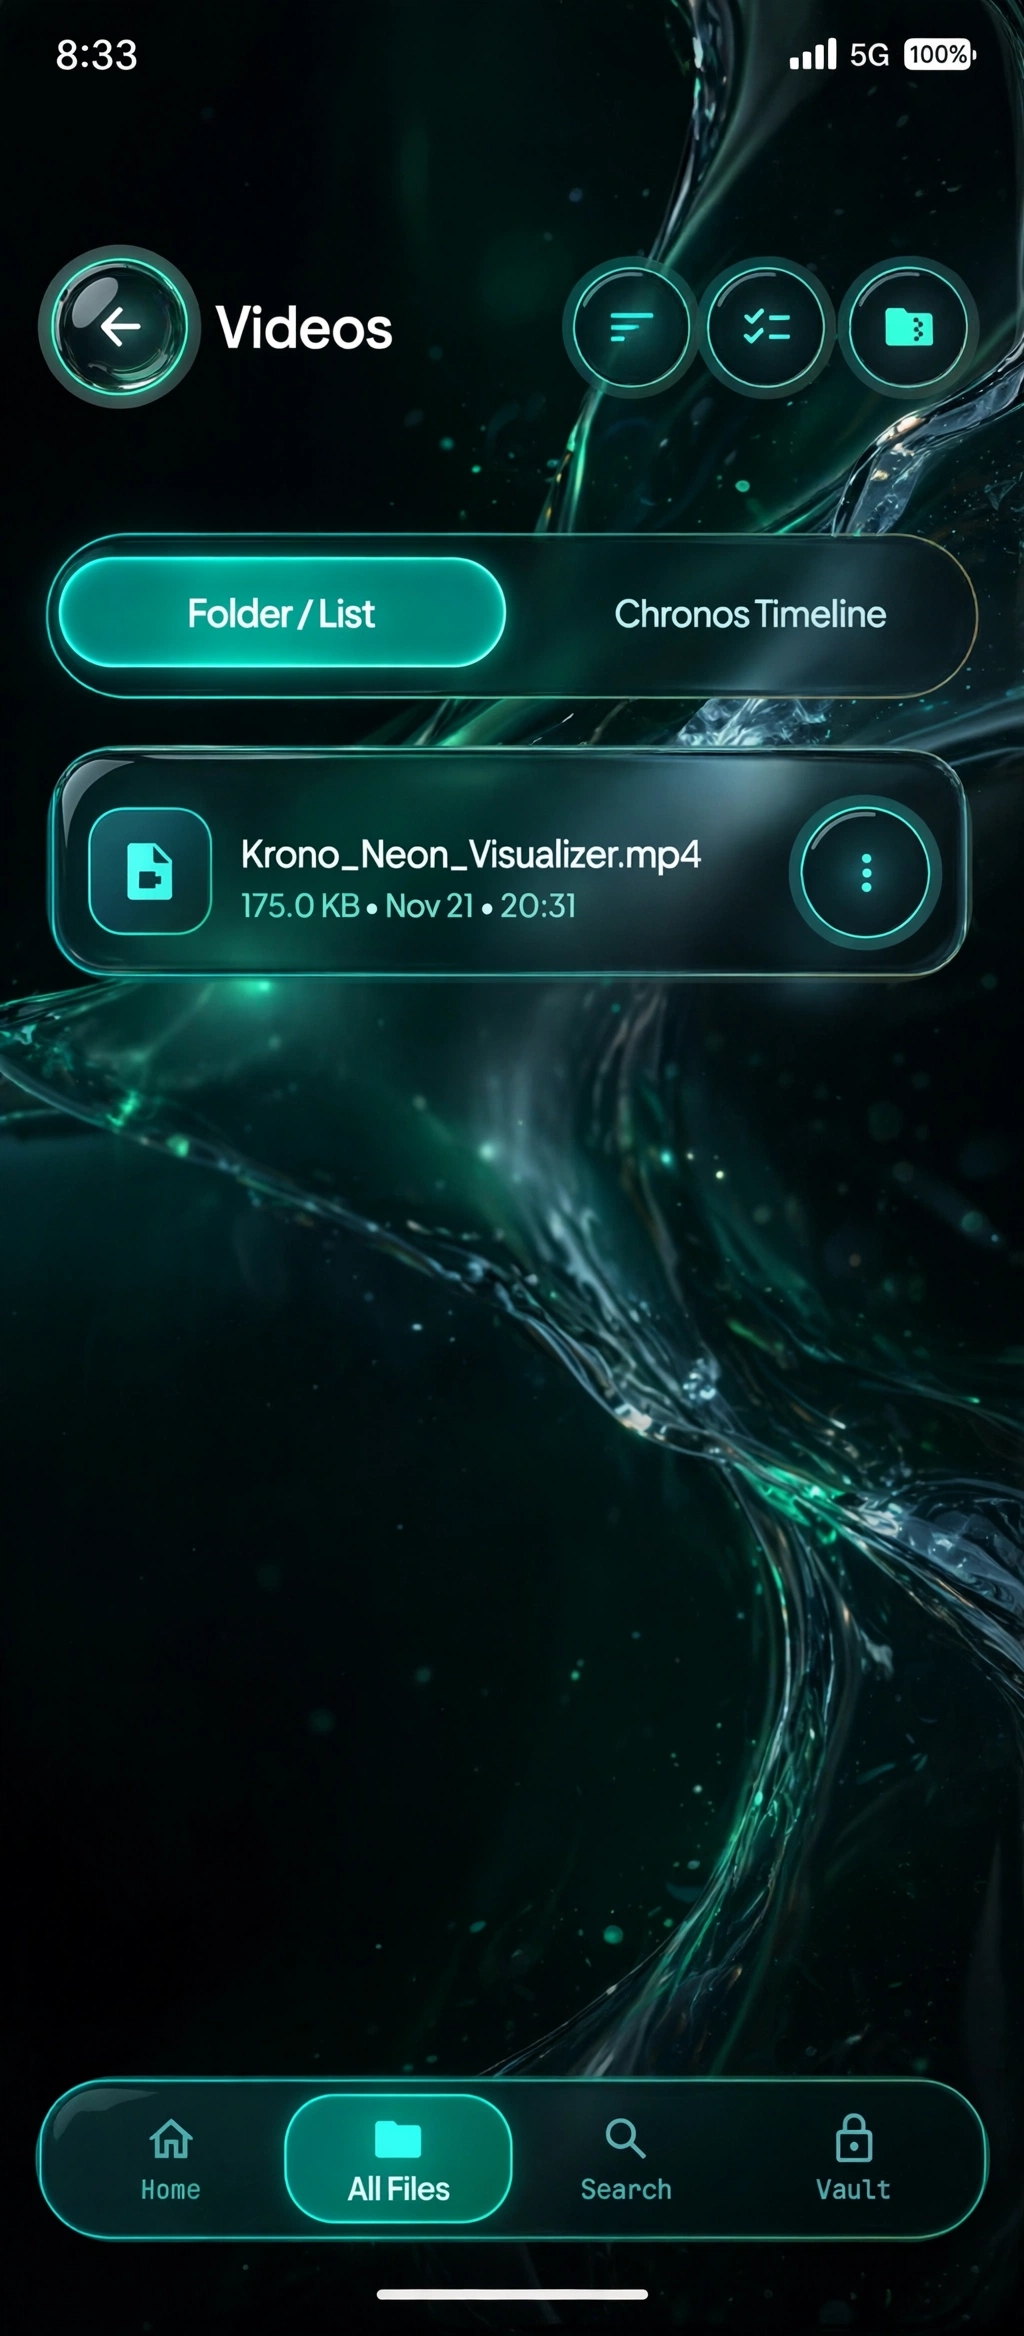 8:33
5G 100%
Videos
Folder / List
Chronos Timeline
Krono_Neon_Visualizer.mp4
175.0 KB • Nov 21 • 20:31
Home
All Files
Search
Vault